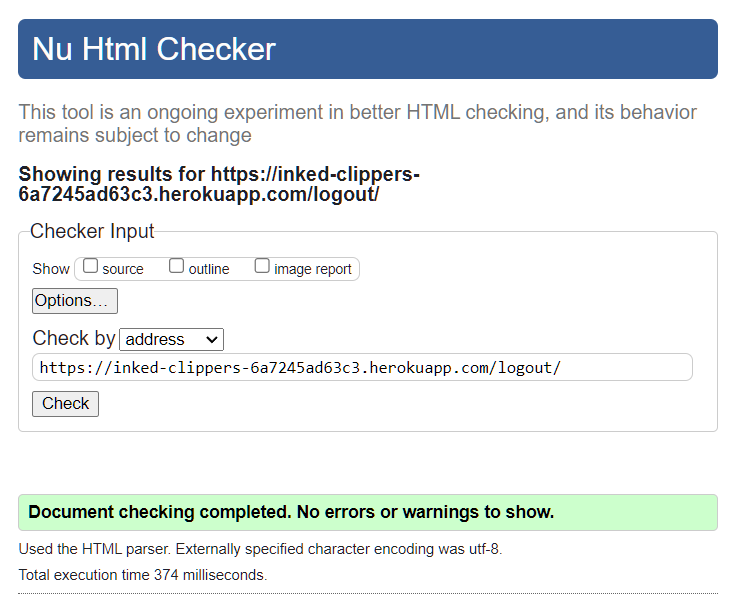 Nu Html Checker
This tool is an ongoing experiment in better HTML checking, and its behavior
remains subject to change
Showing results for https://inked-clippers-
6a7245ad63c3.herokuapp.com/logout/
Checker Input
Show source outline image report
Options...
Check by address
https://inked-clippers-6a7245ad63c3.herokuapp.com/logout/
Check
Document checking completed. No errors or warnings to show.
Used the HTML parser. Externally specified character encoding was utf-8.
Total execution time 374 milliseconds.